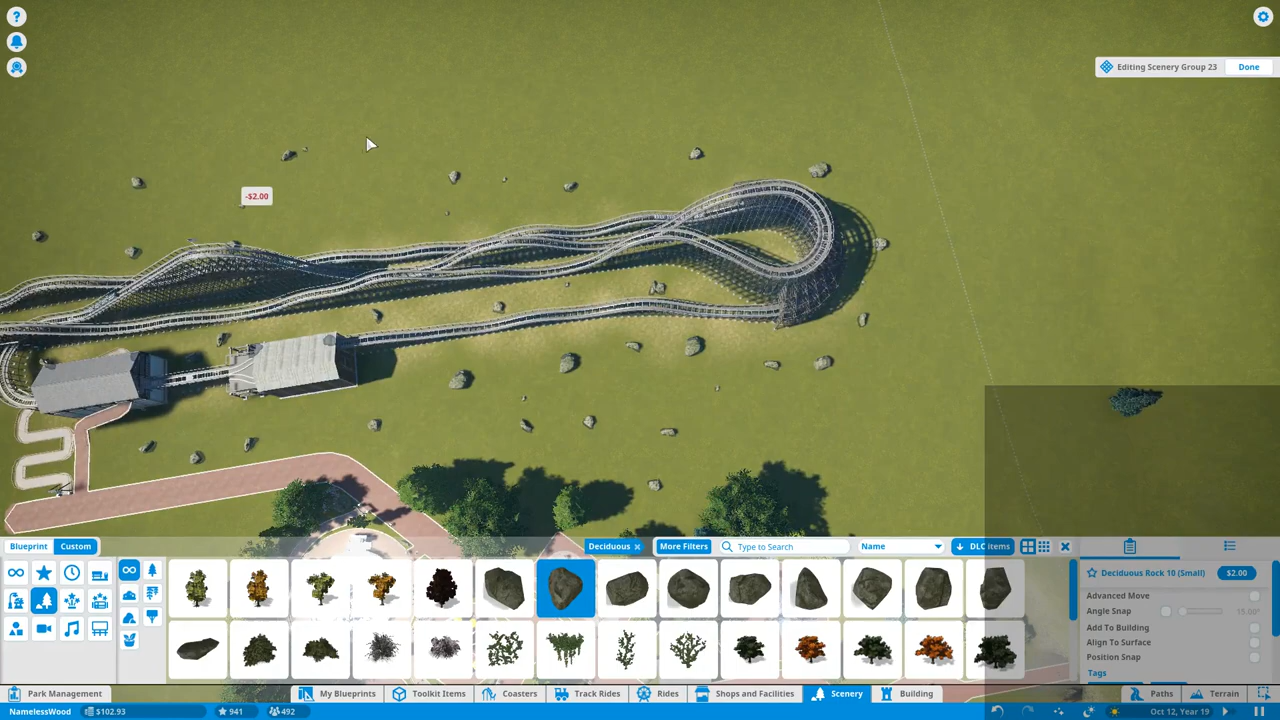 ?
Editing Scenery Group 23 Done
-$2.00
Blueprint Custom Deciduous × More Filters Type to Search Name DLC items
Deciduous Rock 10 (Small) $2.00
Advanced Move
Angle Snap 15.00°
Add To Building
Align To Surface
Position Snap
Tags
Park Management My Blueprints Toolkit Items Coasters Track Rides Rides Shops and Facilities Scenery Building Paths Terrain
NamelessWood $102.93 941 492 Oct 12, Year 19